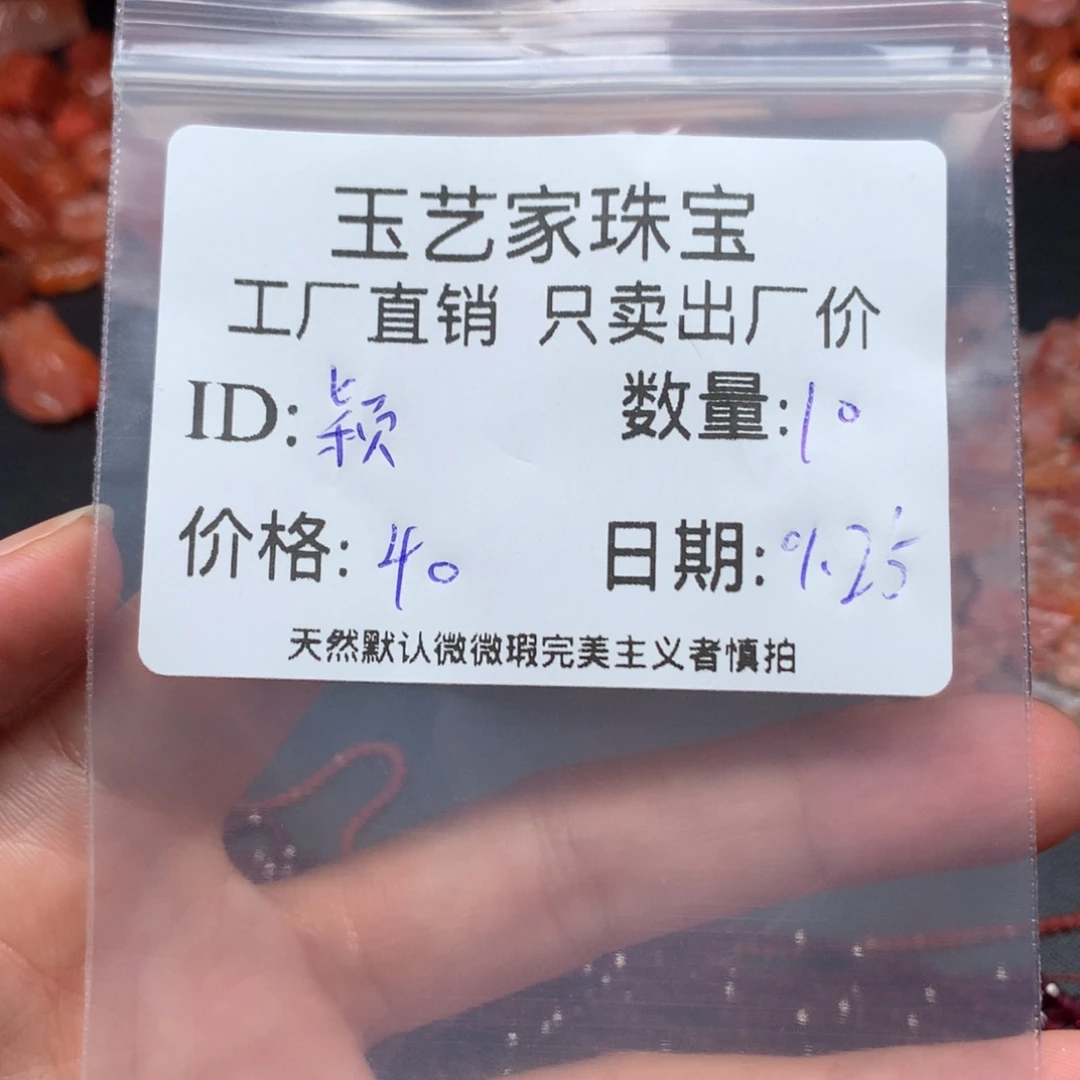 玉艺家珠宝
工厂直销 只卖出厂价
ID:颖 数量:10
价格:40 日期:9.25
天然默认微微瑕完美主义者慎拍